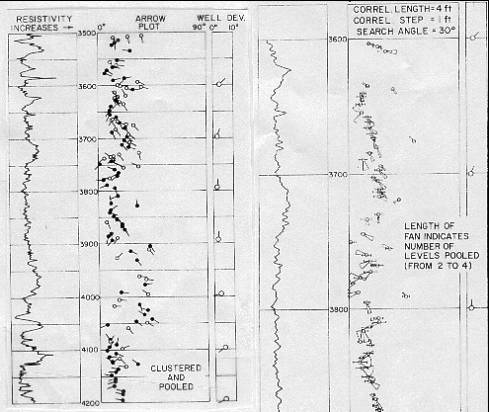 RESISTIVITY
INCREASES →
ARROW
PLOT
WELL DEV.
0° 90° 0° 10°
3500
3600
3700
3800
3900
4000
4100
4200
CLUSTERED
AND
POOLED
CORREL. LENGTH = 4 ft
CORREL. STEP = 1 ft
SEARCH ANGLE = 30°
3600
3700
3800
LENGTH OF
FAN INDICATES
NUMBER OF
LEVELS POOLED
(FROM 2 TO 4)